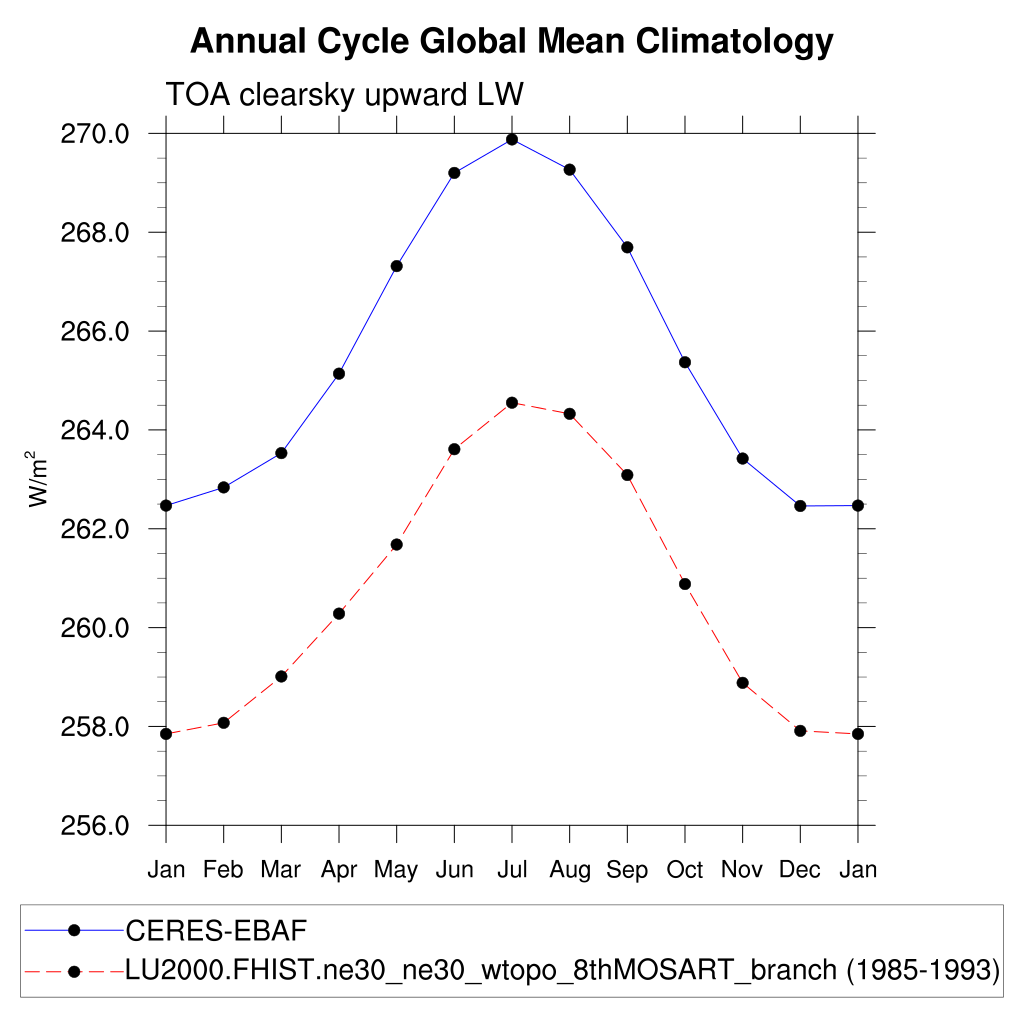 Annual Cycle Global Mean Climatology
TOA clearsky upward LW
270.0
268.0
266.0
264.0
262.0
260.0
258.0
256.0
W/m²
Jan Feb Mar Apr May Jun Jul Aug Sep Oct Nov Dec Jan
CERES-EBAF
LU2000.FHIST.ne30_ne30_wtopo_8thMOSART_branch (1985-1993)